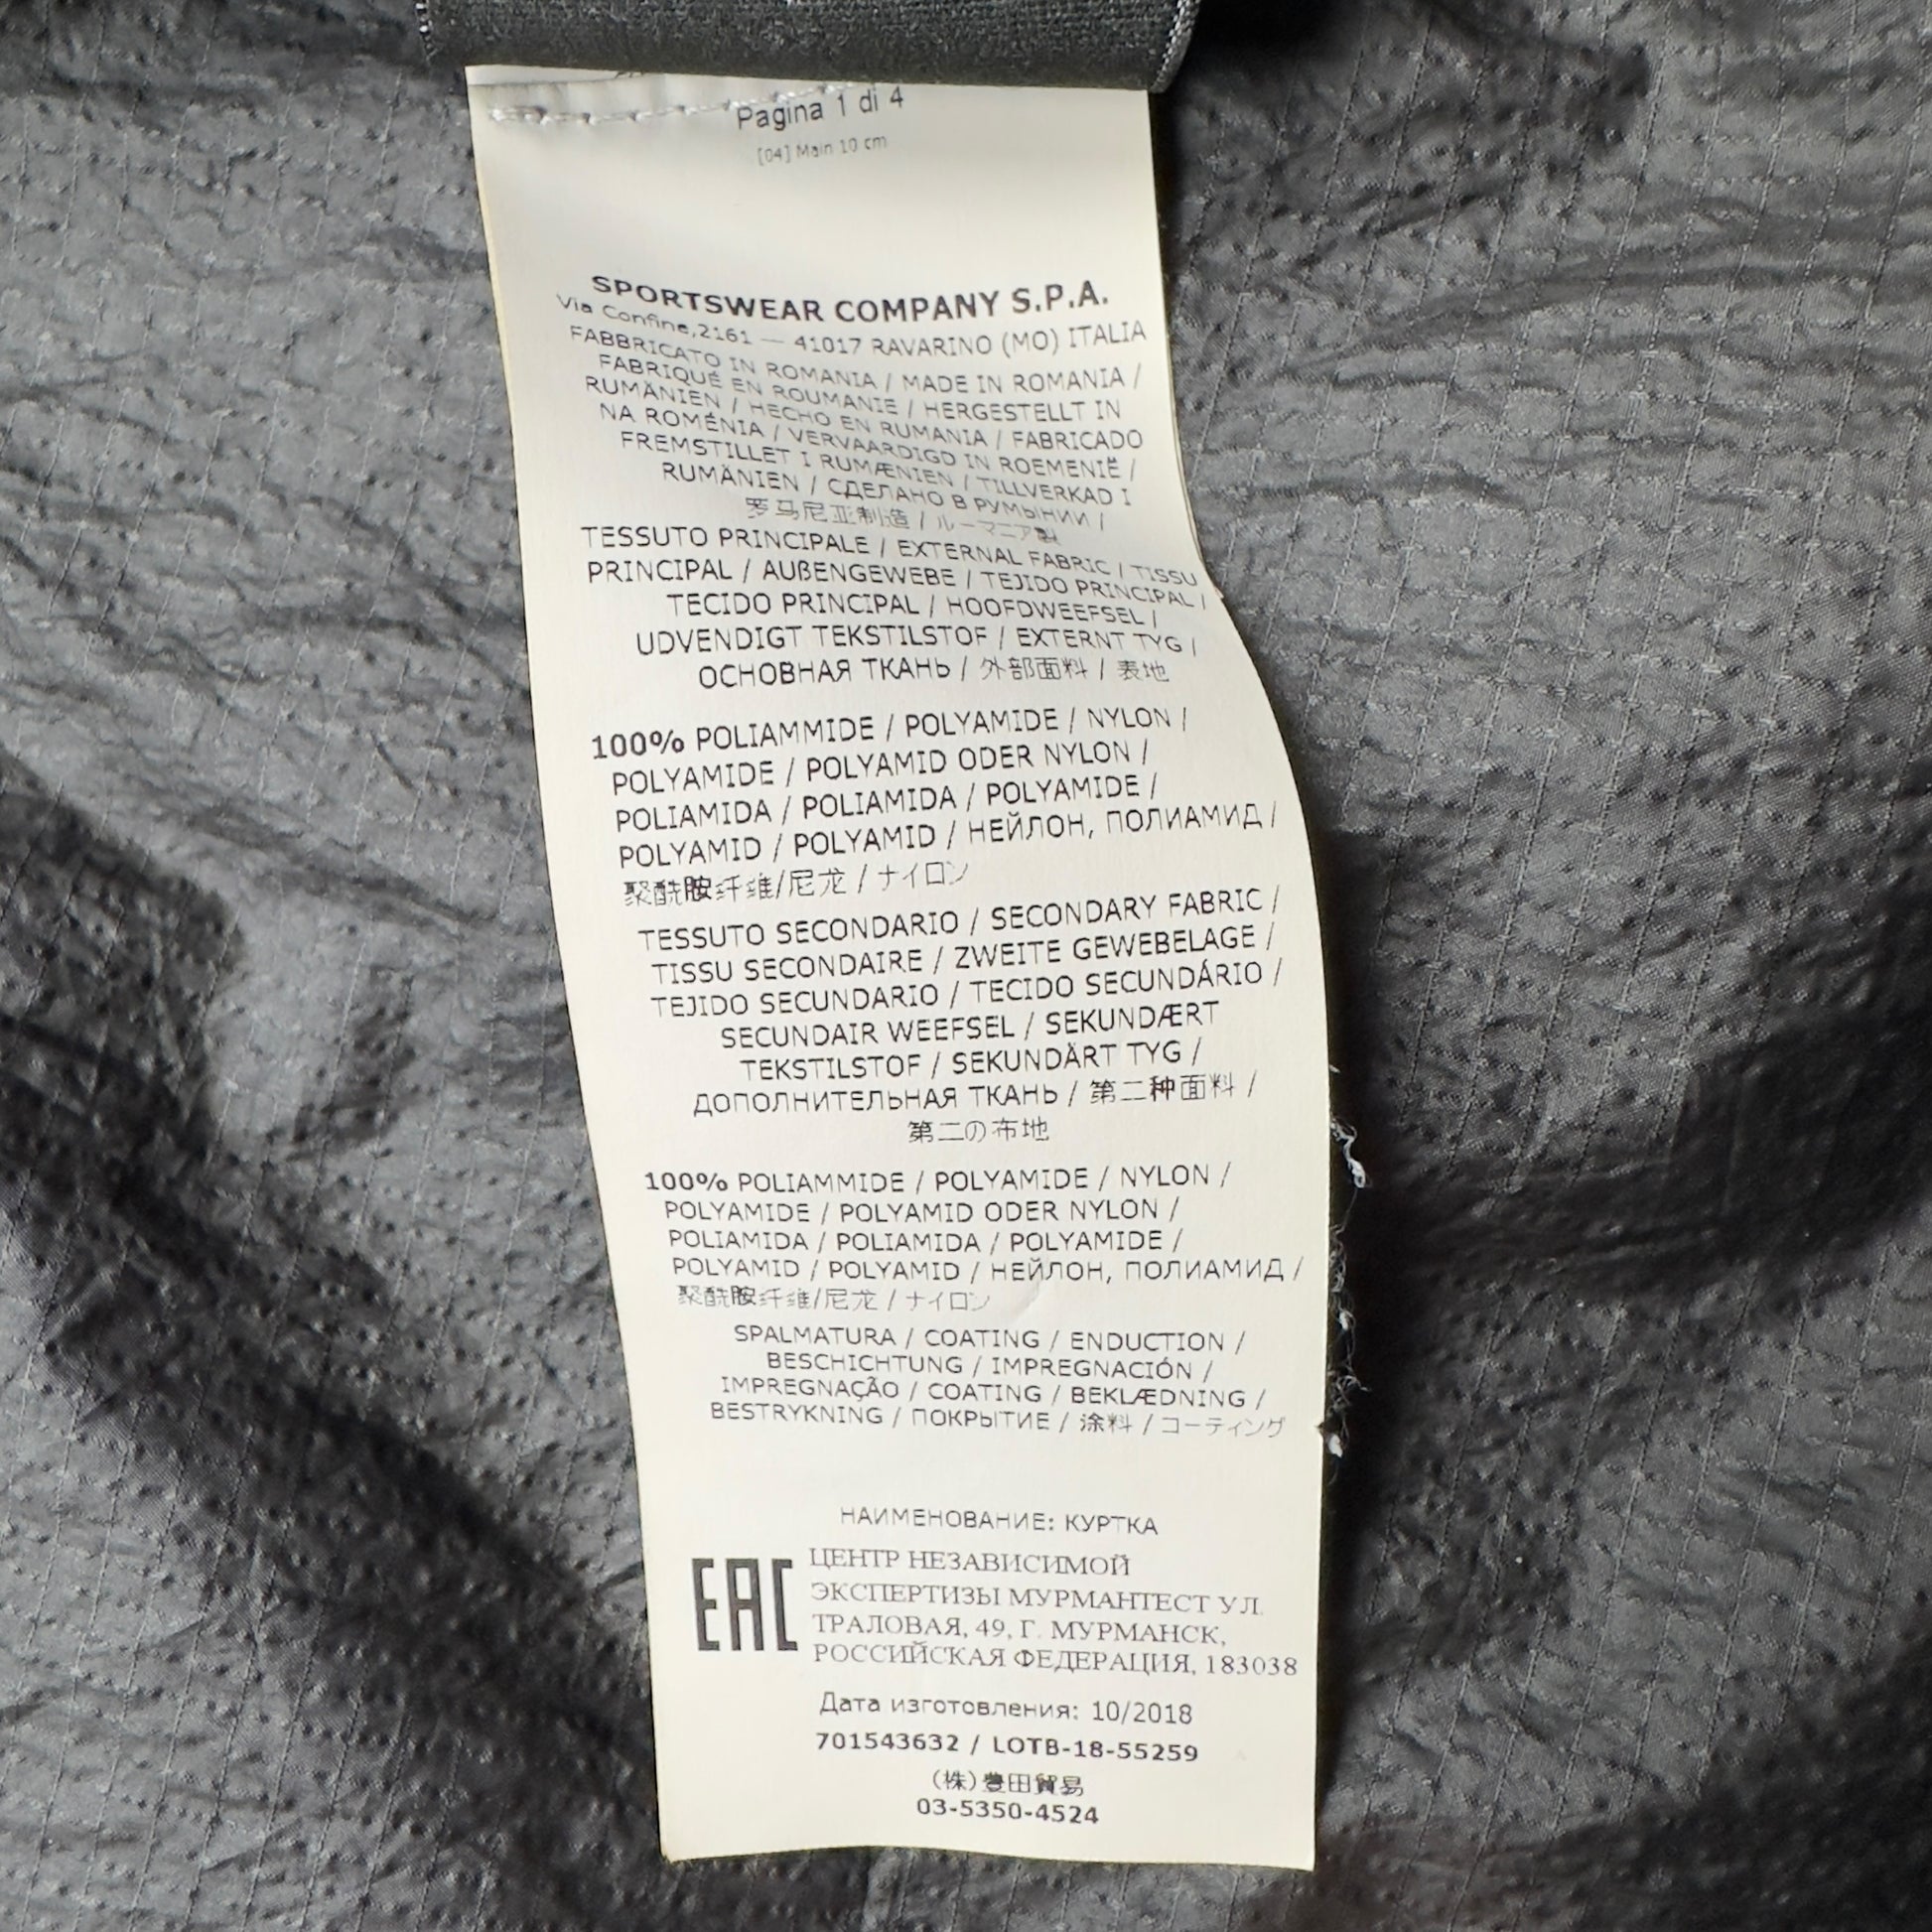 Pagina 1 di 4
[04] Main 10 cm
SPORTSWEAR COMPANY S.P.A.
Via Confine,2161 — 41017 RAVARINO (MO) ITALIA
FABBRICATO IN ROMANIA / MADE IN ROMANIA /
FABRIQUÉ EN ROUMANIE / HERGESTELLT IN
RUMÄNIEN / HECHO EN RUMANIA / FABRICADO
NA ROMÉNIA / VERVAARDIGD IN ROEMENIË /
FREMSTILLET I RUMÆNIEN / TILLVERKAD I
RUMÄNIEN / СДЕЛАНО В РУМЫНИИ /
罗马尼亚制造 / ルーマニア製
TESSUTO PRINCIPALE / EXTERNAL FABRIC / TISSU
PRINCIPAL / AUßENGEWEBE / TEJIDO PRINCIPAL /
TECIDO PRINCIPAL / HOOFDWEEFSEL /
UDVENDIGT TEKSTILSTOF / EXTERNT TYG /
ОСНОВНАЯ ТКАНЬ / 外部面料 / 表地
100% POLIAMMIDE / POLYAMIDE / NYLON /
POLYAMIDE / POLYAMID ODER NYLON /
POLIAMIDA / POLIAMIDA / POLYAMIDE /
POLYAMID / POLYAMID / НЕЙЛОН, ПОЛИАМИД /
聚酰胺纤维/尼龙 / ナイロン
TESSUTO SECONDARIO / SECONDARY FABRIC /
TISSU SECONDAIRE / ZWEITE GEWEBELAGE /
TEJIDO SECUNDARIO / TECIDO SECUNDÁRIO /
SECUNDAIR WEEFSEL / SEKUNDÆRT
TEKSTILSTOF / SEKUNDÄRT TYG /
ДОПОЛНИТЕЛЬНАЯ ТКАНЬ / 第二种面料 /
第二の布地
100% POLIAMMIDE / POLYAMIDE / NYLON /
POLYAMIDE / POLYAMID ODER NYLON /
POLIAMIDA / POLIAMIDA / POLYAMIDE /
POLYAMID / POLYAMID / НЕЙЛОН, ПОЛИАМИД /
聚酰胺纤维/尼龙 / ナイロン
SPALMATURA / COATING / ENDUCTION /
BESCHICHTUNG / IMPREGNACIÓN /
IMPREGNAÇÃO / COATING / BEKLÆDNING /
BESTRYKNING / ПОКРЫТИЕ / 涂料 / コーティング
НАИМЕНОВАНИЕ: КУРТКА
EAC
ЦЕНТР НЕЗАВИСИМОЙ
ЭКСПЕРТИЗЫ МУРМАНТЕСТ УЛ.
ТРАЛОВАЯ, 49, Г. МУРМАНСК,
РОССИЙСКАЯ ФЕДЕРАЦИЯ, 183038
Дата изготовления: 10/2018
701543632 / LOTB-18-55259
(株)豊田貿易
03-5350-4524